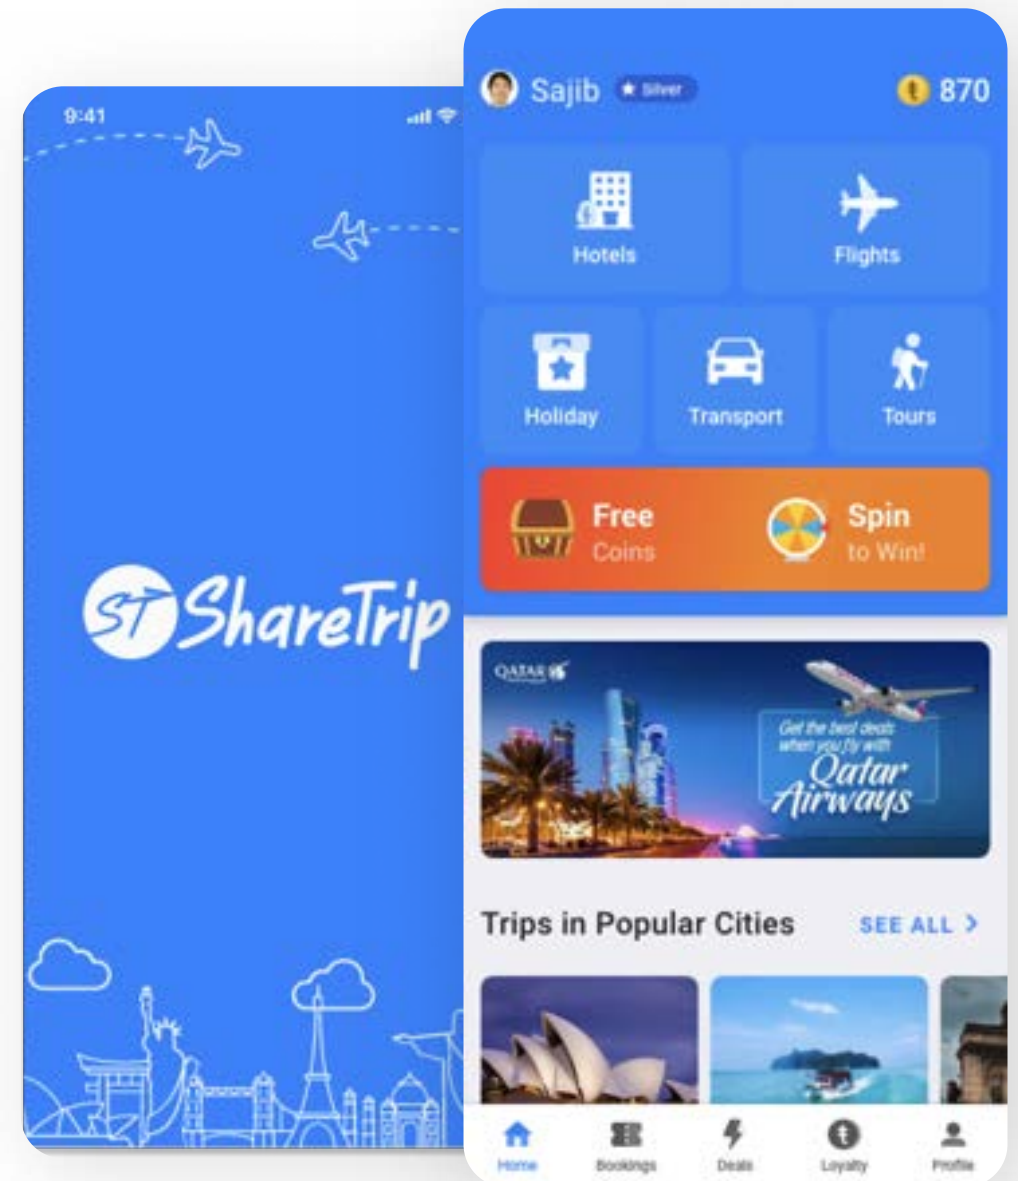 9:41
ST ShareTrip
Sajib
Silver
870
Hotels
Flights
Holiday
Transport
Tours
Free
Coins
Spin
to Win!
QATAR
Get the best deals
when you fly with
Qatar
Airways
Trips in Popular Cities
SEE ALL
Home
Bookings
Deals
Loyalty
Profile